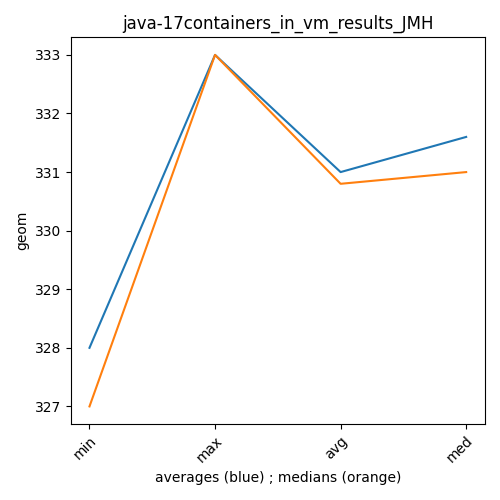 java-17containers_in_vm_results_JMH
333
332
331
330
329
328
327
geom
min
max
avg
med
averages (blue) ; medians (orange)